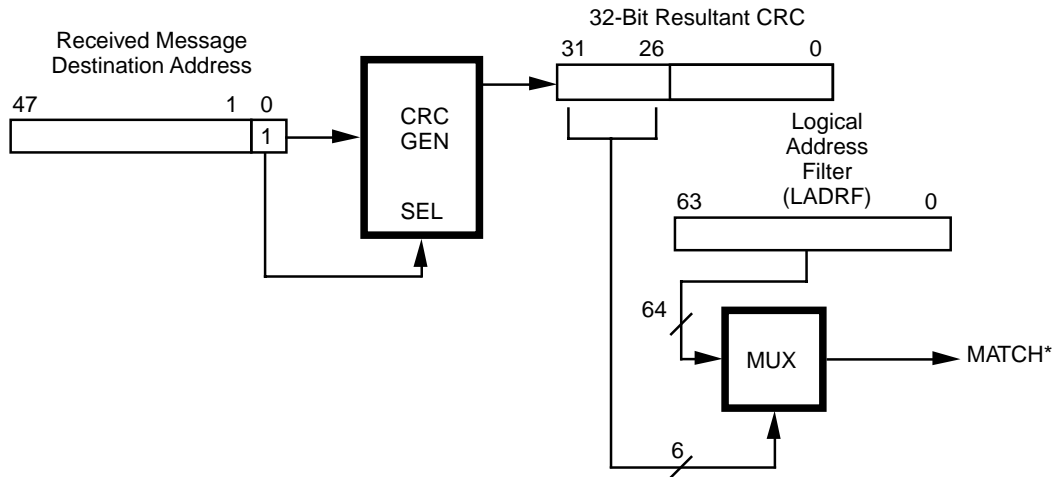 32-Bit Resultant CRC
Received Message
Destination Address
31 26 0
47 1 0
1
CRC
GEN
SEL
Logical
Address
Filter
(LADRF)
63 0
64
MUX
MATCH*
6